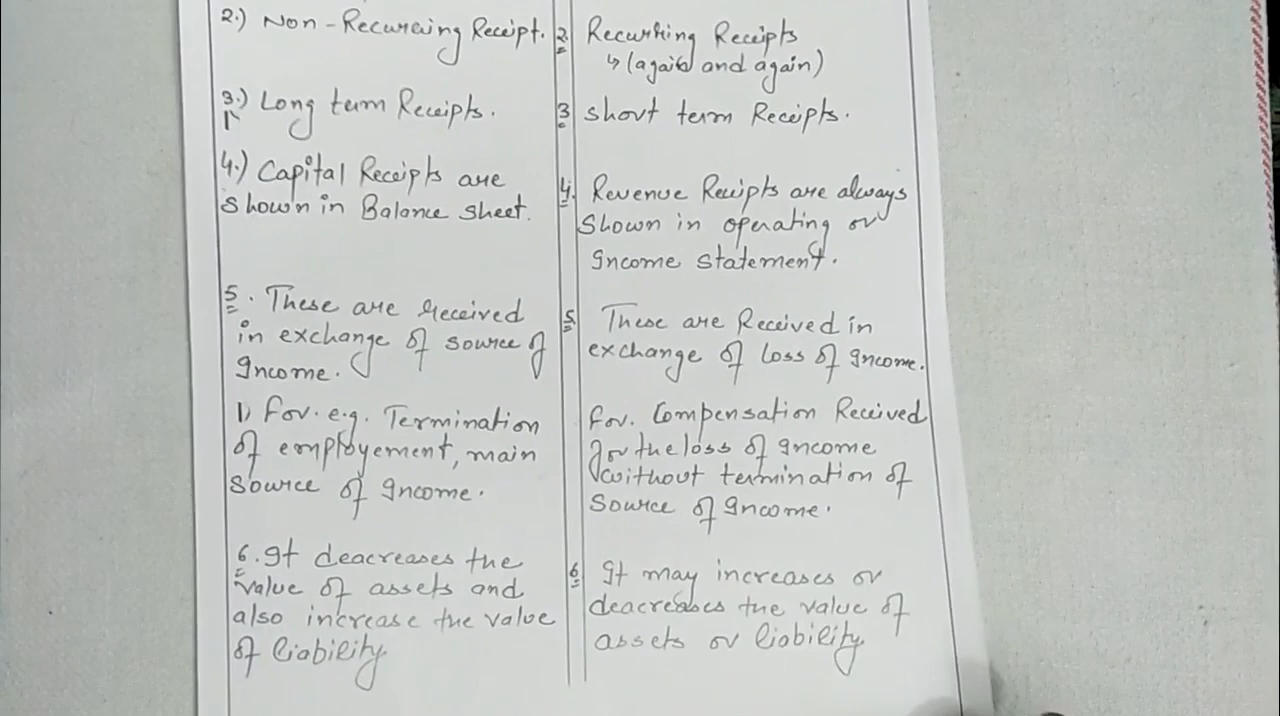 2.) Non-Recurring Receipt.
3.) Long term Receipts.
4.) Capital Receipts are
shown in Balance sheet.
5. These are received
in exchange of source of
Income.
1) For. e.g. Termination
of employement, main
Source of Income.
6. It deacreases the
value of assets and
also increase the value
of liability
2. Recurring Receipts
↳ (again and again)
3 short term Receipts.
4. Revenue Receipts are always
Shown in operating or
Income statement.
5 These are Received in
exchange of Loss of Income.
For. Compensation Received
for the loss of Income
without termination of
Source of Income.
6 It may increases or
deacreases the value of
assets or liability